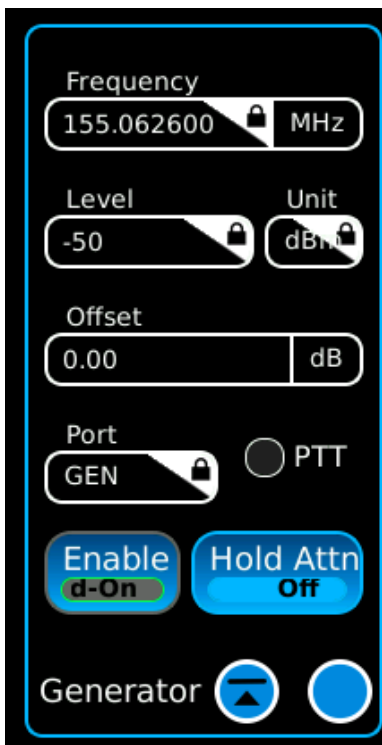 Frequency
155.062600 MHz
Level Unit
-50 dBm
Offset
0.00 dB
Port
GEN PTT
Enable Hold Attn
d-On Off
Generator